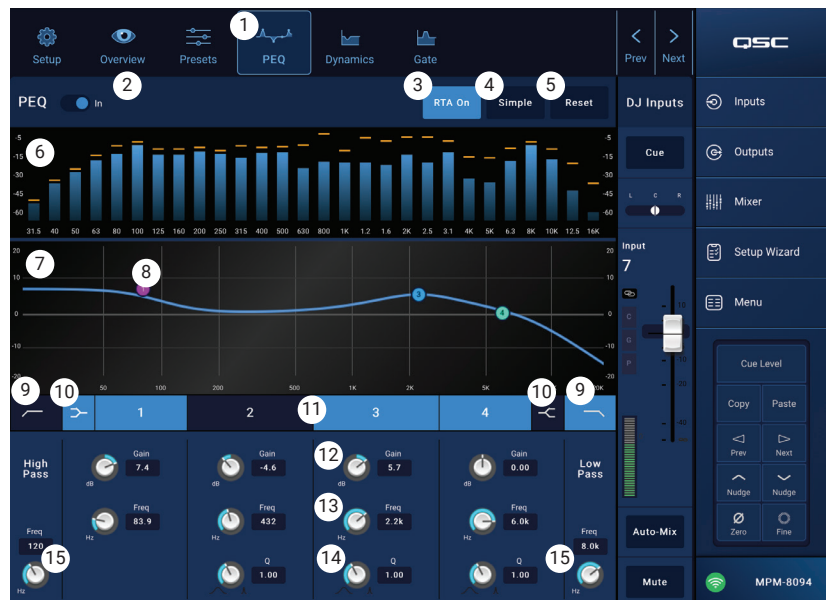 1
Setup Overview Presets PEQ Dynamics Gate Prev Next QSC
2
PEQ In
3 4 5
RTA On Simple Reset
DJ Inputs
Cue
L C R
Input
7
C
G
P
10
10
20
40
Auto-Mix
Mute
Inputs
Outputs
Mixer
Setup Wizard
Menu
Cue Level
Copy Paste
Prev Next
Nudge Nudge
Zero Fine
MPM-8094
6
-5 -5
-15 -15
-30 -30
-45 -45
-60 -60
31.5 40 50 63 80 100 125 160 200 250 315 400 500 630 800 1K 1.2 1.6 2K 2.5 3.1 4K 5K 6.3 8K 10K 12.5 16K
7 8
20 20
10 10
0 0
-10 -10
-20
3 4
50 100 200 500 1K 2K 5K 20K
9 10 11 10 9
1 2 3 4
High
Pass
Freq
120
Hz
15
Gain
7.4
dB
Freq
83.9
Hz
Gain
-4.6
dB
Freq
432
Hz
Q
1.00
12
Gain
5.7
dB
13
Freq
2.2k
Hz
14
Q
1.00
Gain
0.00
dB
Freq
6.0k
Hz
Q
1.00
Low
Pass
Freq
8.0k
Hz
15